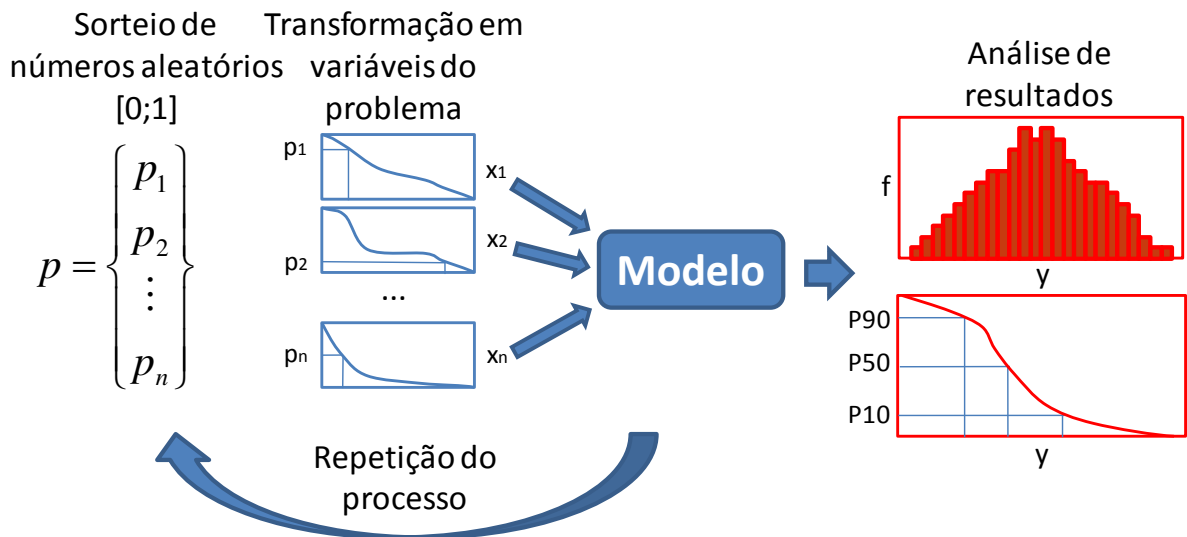 Sorteio de
números aleatórios
[0;1]
p = { p1
p2
⋮
pn }
Transformação em
variáveis do
problema
p1
x1
p2
x2
...
pn
xn
Modelo
Repetição do
processo
Análise de
resultados
f
y
P90
P50
P10
y